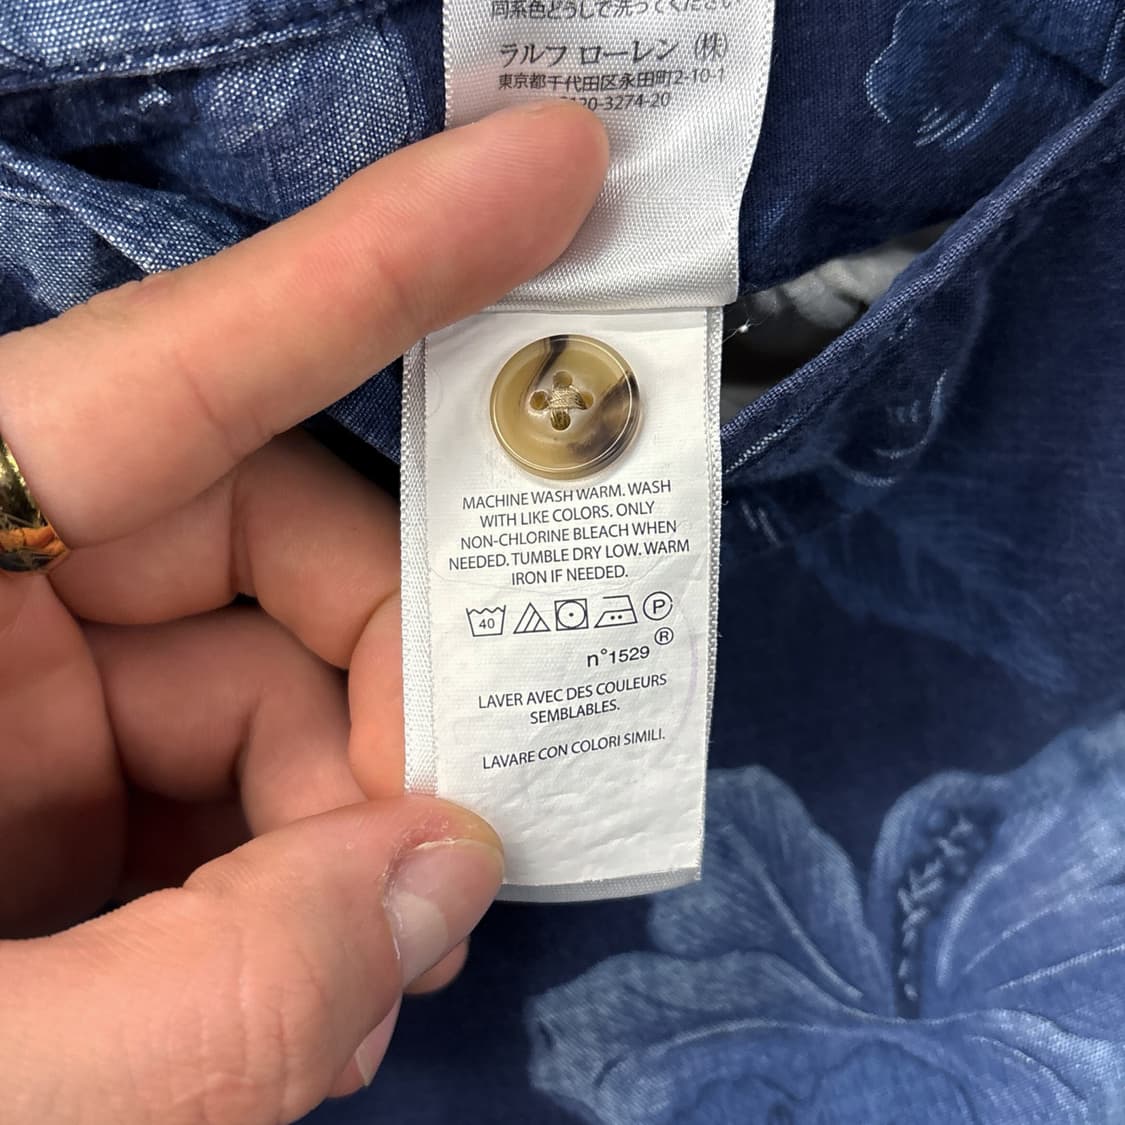 同系色どうしで洗ってください
ラルフ ローレン (株)
東京都千代田区永田町2-10-1
20-3274-20
MACHINE WASH WARM. WASH
WITH LIKE COLORS. ONLY
NON-CHLORINE BLEACH WHEN
NEEDED. TUMBLE DRY LOW. WARM
IRON IF NEEDED.
40 P
®
n°1529
LAVER AVEC DES COULEURS
SEMBLABLES.
LAVARE CON COLORI SIMILI.